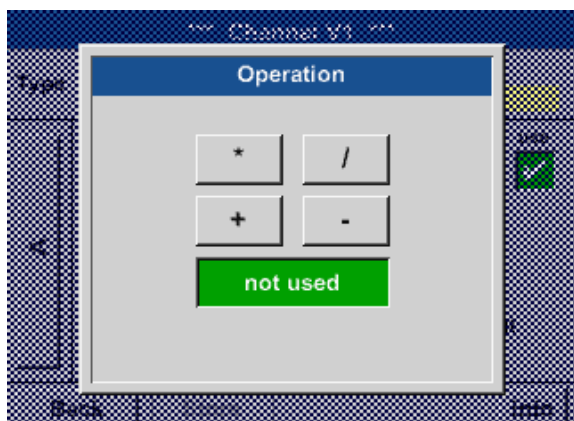 *** Channel V1 ***
Operation
Type
* /
+ -
A
not used
Back
Info